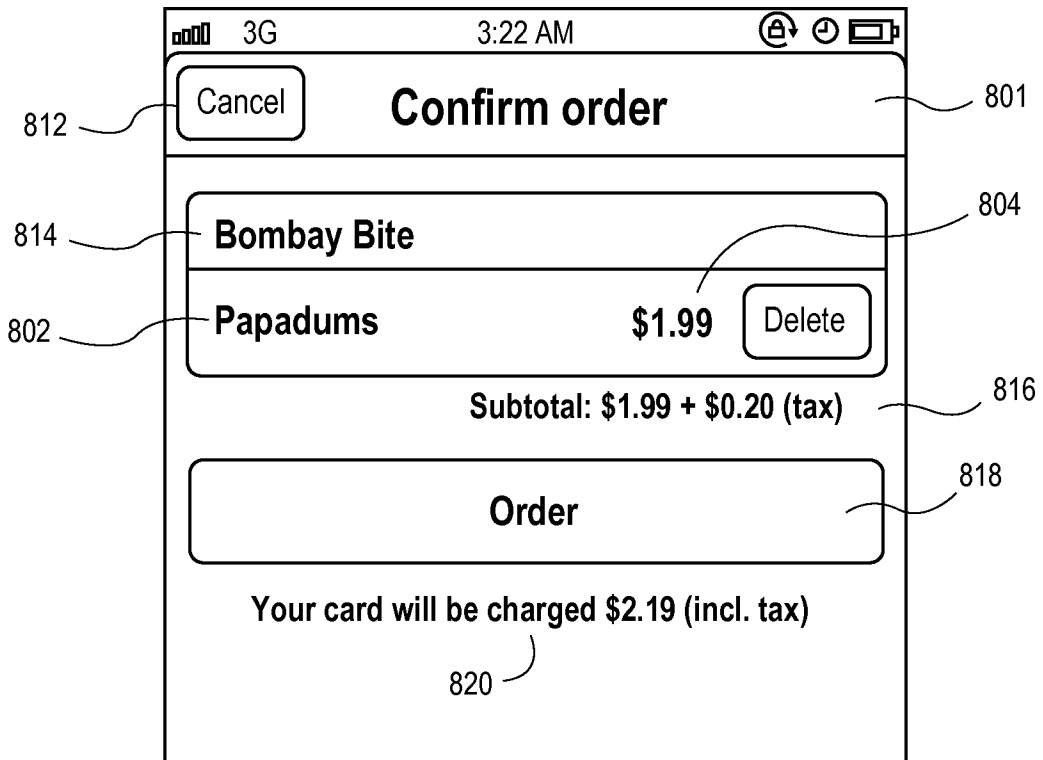 3G 3:22 AM
812 Cancel Confirm order 801
814 Bombay Bite 804
802 Papadums $1.99 Delete
Subtotal: $1.99 + $0.20 (tax) 816
Order 818
Your card will be charged $2.19 (incl. tax)
820